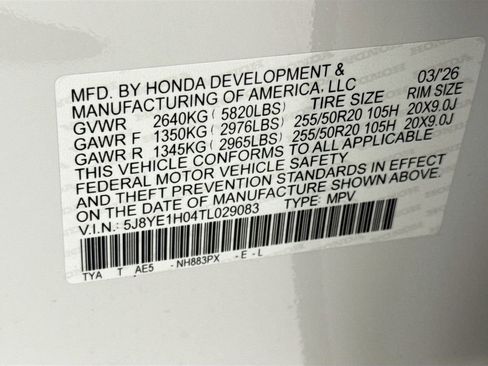 MFD. BY HONDA DEVELOPMENT & MANUFACTURING OF AMERICA, LLC 03/26
GVWR 2640KG (5820LBS) TIRE SIZE RIM SIZE
GAWR F 1350KG (2976LBS) 255/50R20 105H 20X9.0J
GAWR R 1345KG (2965LBS) 255/50R20 105H 20X9.0J
THIS VEHICLE CONFORMS TO ALL APPLICABLE
FEDERAL MOTOR VEHICLE SAFETY
AND THEFT PREVENTION STANDARDS IN EFFECT
ON THE DATE OF MANUFACTURE SHOWN ABOVE.
V.I.N.: 5J8YE1H04TL029083 TYPE: MPV
TYA T AE5 -NH883PX -E-L